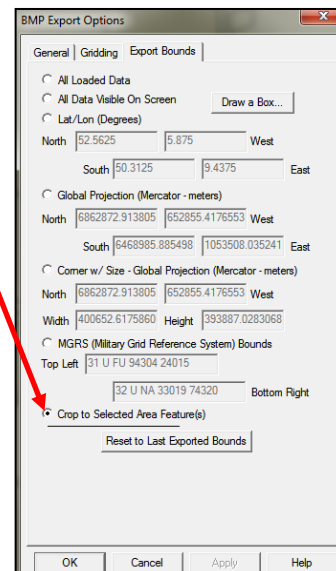 BMP Export Options
General Gridding Export Bounds
All Loaded Data
All Data Visible On Screen Draw a Box...
Lat/Lon (Degrees)
North 52.5625 5.875 West
South 50.3125 9.4375 East
Global Projection (Mercator - meters)
North 6862872.913805 652855.4176553 West
South 6468985.885498 1053508.035241 East
Corner w/ Size - Global Projection (Mercator - meters)
North 6862872.913805 652855.4176553 West
Width 400652.6175860 Height 393887.0283068
MGRS (Military Grid Reference System) Bounds
Top Left 31 U FU 94304 24015
32 U NA 33019 74320 Bottom Right
Crop to Selected Area Feature(s)
Reset to Last Exported Bounds
OK Cancel Apply Help